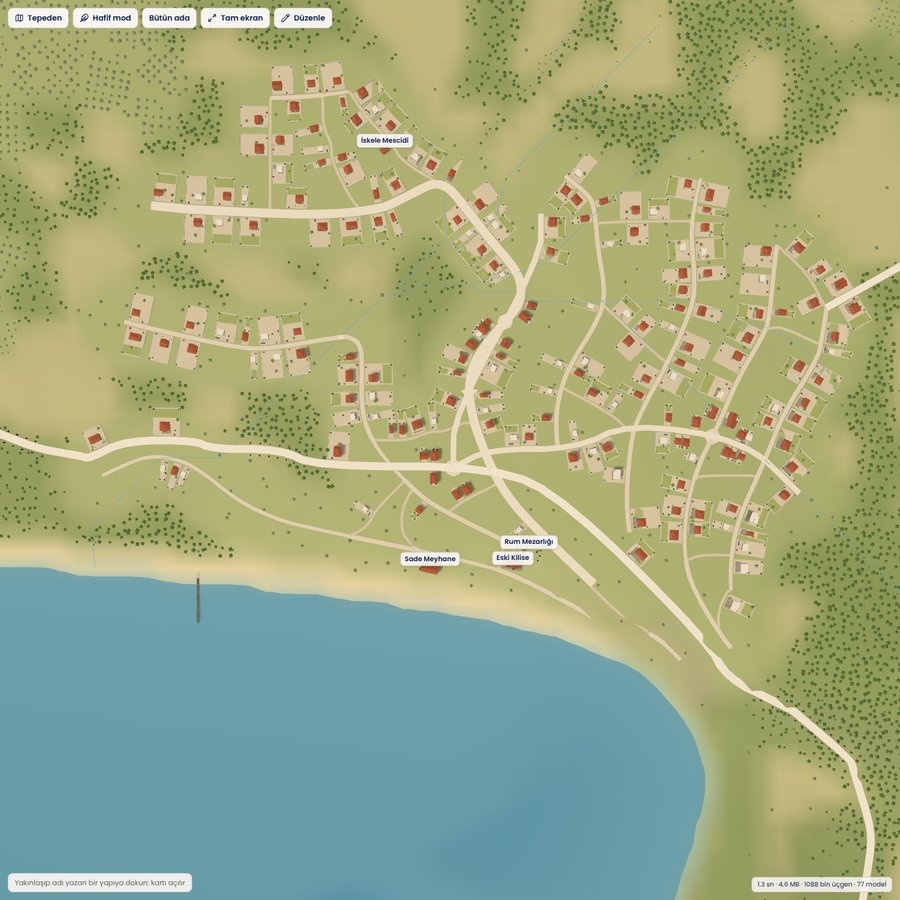 Tepeden
Hafif mod
Bütün ada
Tam ekran
Düzenle
İskele Mescidi
Rum Mezarlığı
Sade Meyhane
Eski Kilise
Yakınlaşıp adı yazan bir yapıya dokun: kartı açılır
1.3 sn · 4.6 MB · 1088 bin üçgen · 77 model